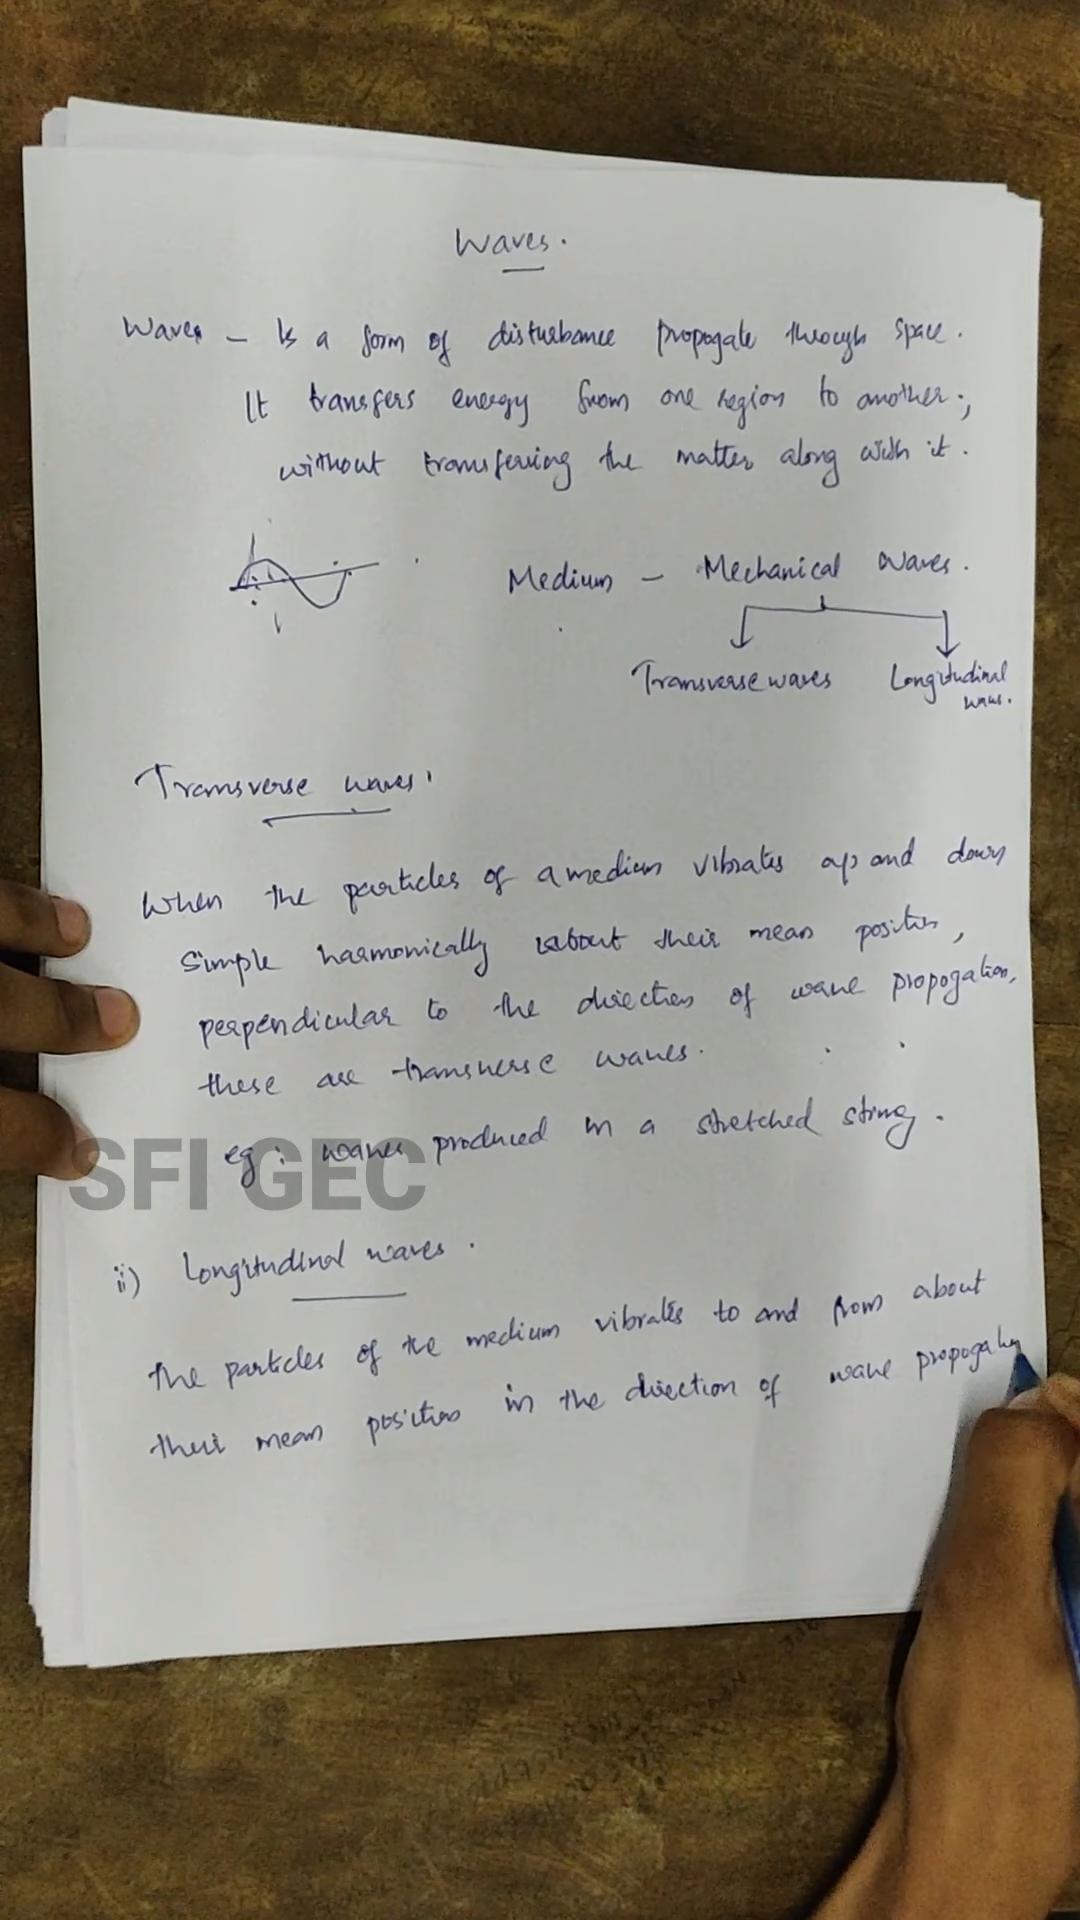 Waves.
Waves - Is a form of disturbance propogate through space.
It transfers energy from one region to another,
without transferring the matter along with it.
Medium - Mechanical Waves.
Transverse waves Longitudinal
waves.
Transverse waves.
When the particles of a medium vibrates up and down
Simple harmonically about their mean position,
perpendicular to the direction of wave propogation,
these are transverse waves.
eg: waves produced in a stretched string.
SFI GEC
ii) Longitudinal waves.
The particles of the medium vibrates to and from about
their mean position in the direction of wave propogation